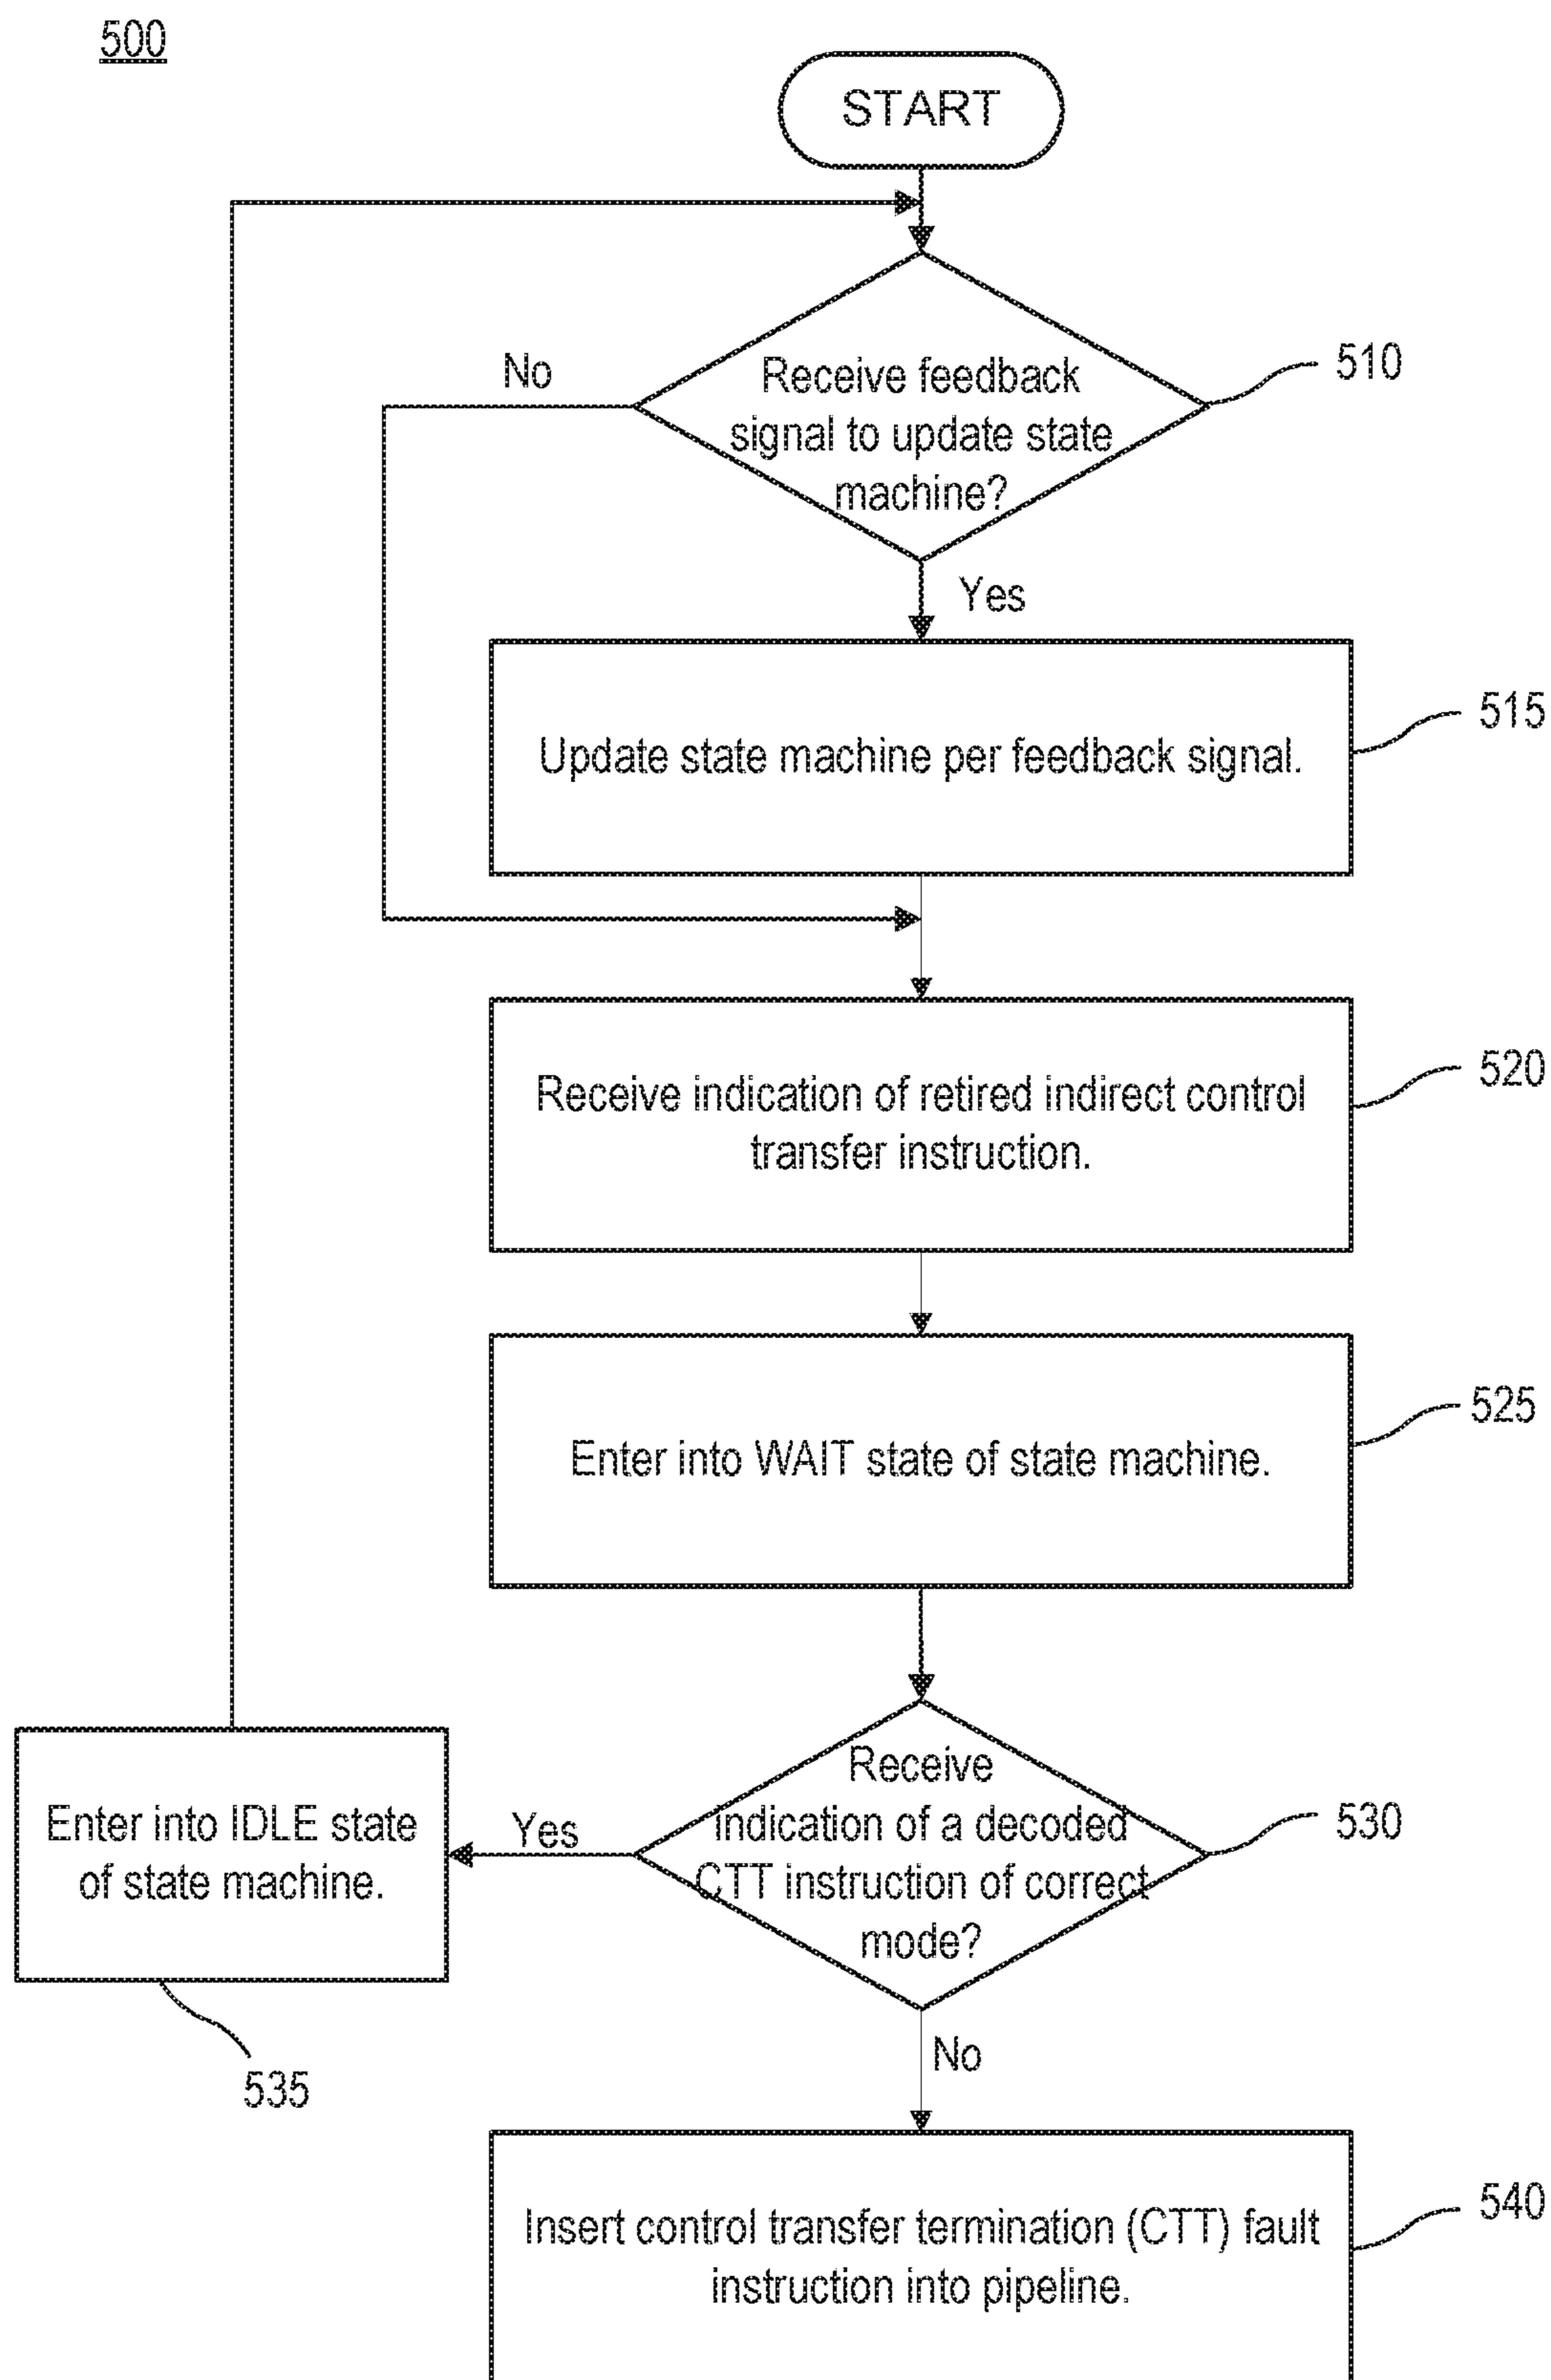 500
START
No
Receive feedback
signal to update state
machine?
510
Yes
Update state machine per feedback signal.
515
Receive indication of retired indirect control
transfer instruction.
520
Enter into WAIT state of state machine.
525
Receive
indication of a decoded
CTT instruction of correct
mode?
530
Yes
Enter into IDLE state
of state machine.
535
No
Insert control transfer termination (CTT) fault
instruction into pipeline.
540